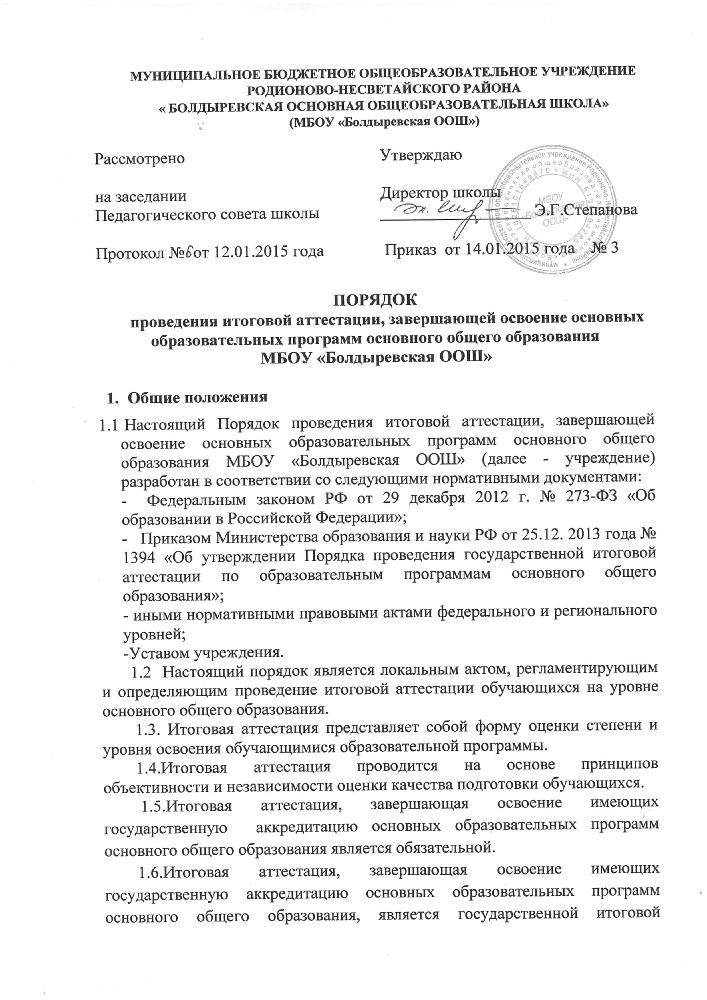 МУНИЦИПАЛЬНОЕ БЮДЖЕТНОЕ ОБЩЕОБРАЗОВАТЕЛЬНОЕ УЧРЕЖДЕНИЕ
РОДИОНОВО-НЕСВЕТАЙСКОГО РАЙОНА
« БОЛДЫРЕВСКАЯ ОСНОВНАЯ ОБЩЕОБРАЗОВАТЕЛЬНАЯ ШКОЛА»
(МБОУ «Болдыревская ООШ»)
Рассмотрено
на заседании
Педагогического совета школы
Протокол №6 от 12.01.2015 года
Утверждаю
Директор школы
Э.Г.Степанова
Приказ от 14.01.2015 года № 3
МБОУ
«Болдыревская
ООШ»
ПОРЯДОК
проведения итоговой аттестации, завершающей освоение основных
образовательных программ основного общего образования
МБОУ «Болдыревская ООШ»
1. Общие положения
1.1 Настоящий Порядок проведения итоговой аттестации, завершающей
освоение основных образовательных программ основного общего
образования МБОУ «Болдыревская ООШ» (далее - учреждение)
разработан в соответствии со следующими нормативными документами:
- Федеральным законом РФ от 29 декабря 2012 г. № 273-ФЗ «Об
образовании в Российской Федерации»;
- Приказом Министерства образования и науки РФ от 25.12. 2013 года №
1394 «Об утверждении Порядка проведения государственной итоговой
аттестации по образовательным программам основного общего
образования»;
- иными нормативными правовыми актами федерального и регионального
уровней;
-Уставом учреждения.
1.2 Настоящий порядок является локальным актом, регламентирующим
и определяющим проведение итоговой аттестации обучающихся на уровне
основного общего образования.
1.3. Итоговая аттестация представляет собой форму оценки степени и
уровня освоения обучающимися образовательной программы.
1.4.Итоговая аттестация проводится на основе принципов
объективности и независимости оценки качества подготовки обучающихся.
1.5.Итоговая аттестация, завершающая освоение имеющих
государственную аккредитацию основных образовательных программ
основного общего образования является обязательной.
1.6.Итоговая аттестация, завершающая освоение имеющих
государственную аккредитацию основных образовательных программ
основного общего образования, является государственной итоговой